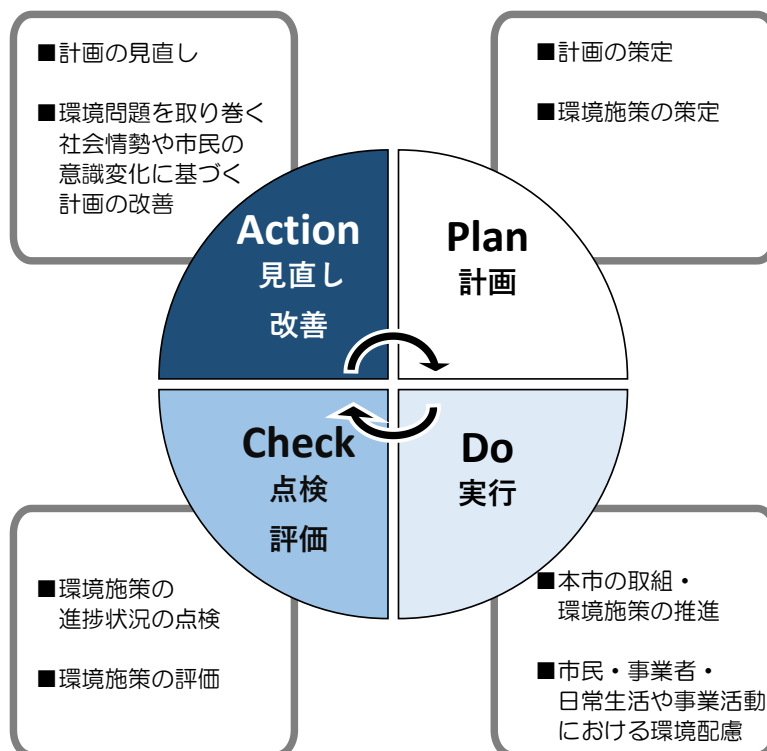 ■計画の見直し
■環境問題を取り巻く
社会情勢や市民の
意識変化に基づく
計画の改善
■計画の策定
■環境施策の策定
Action
見直し
改善
Plan
計画
Check
点検
評価
Do
実行
■環境施策の
進捗状況の点検
■環境施策の評価
■本市の取組・
環境施策の推進
■市民・事業者・
日常生活や事業活動
における環境配慮